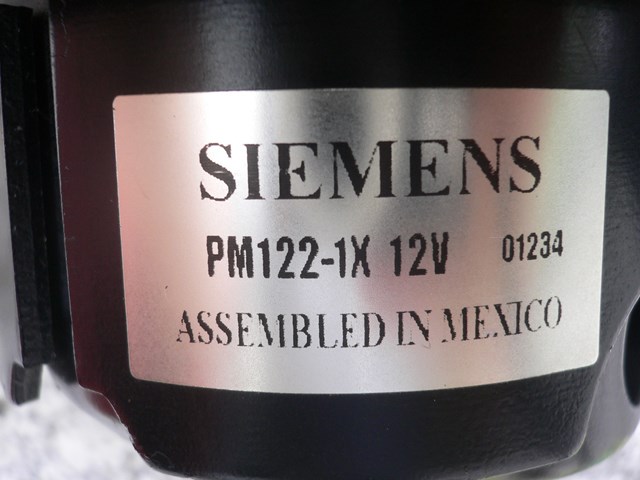 SIEMENS
PM122-1X 12V 01234
ASSEMBLED IN MEXICO